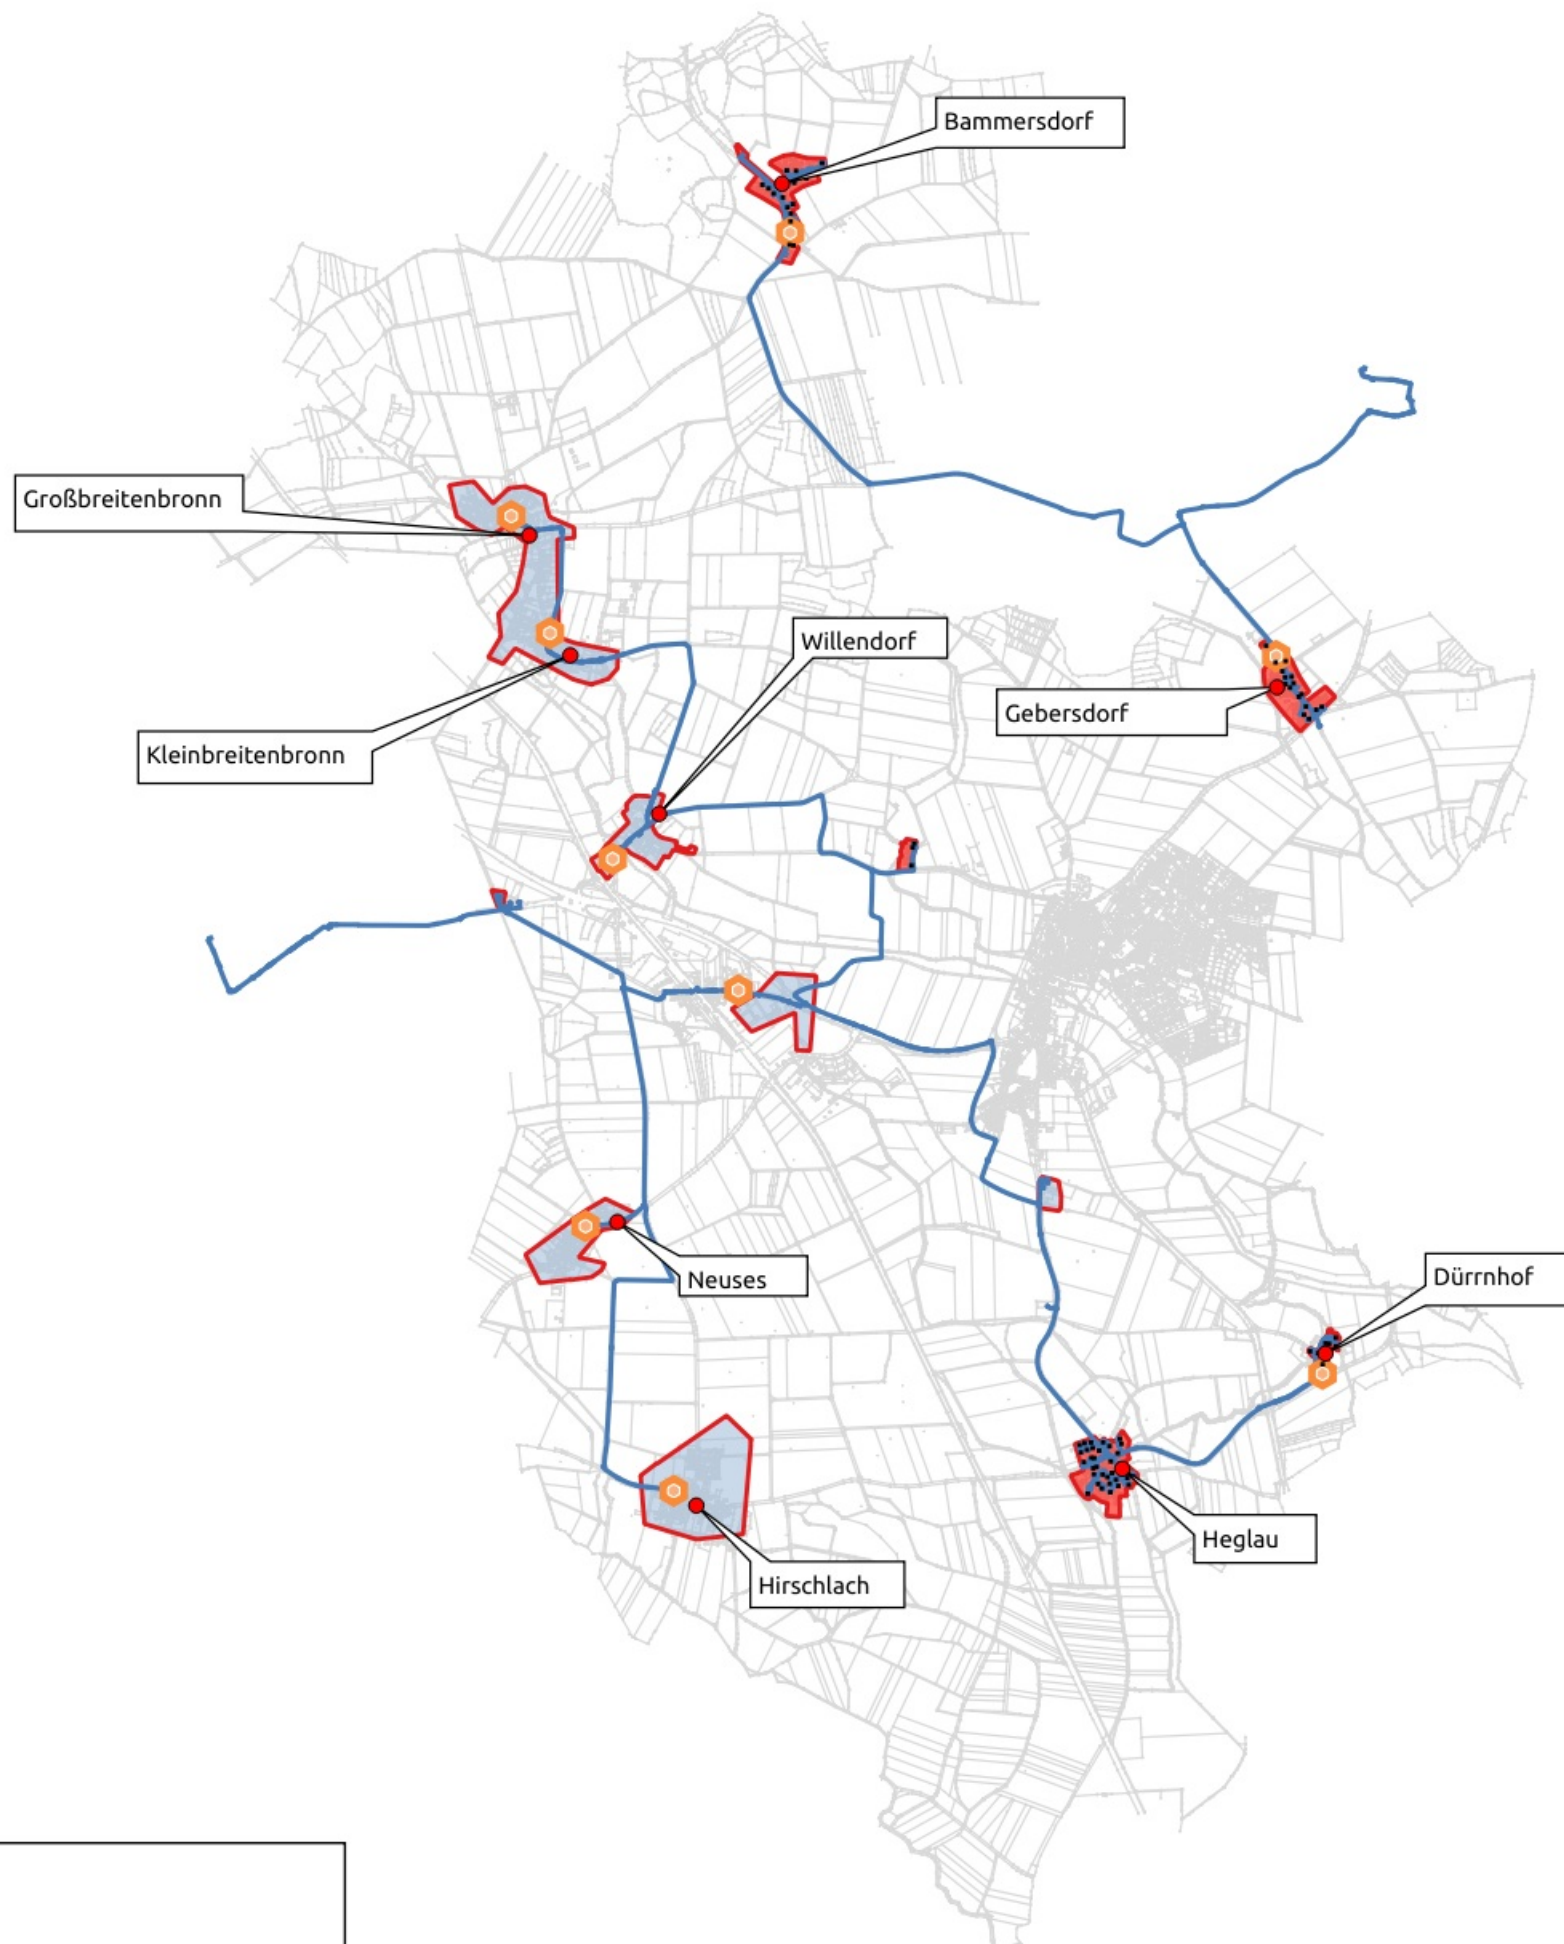 Bammersdorf
Großbreitenbronn
Willendorf
Gebersdorf
Kleinbreitenbronn
Neuses
Dürrnhof
Heglau
Hirschlach